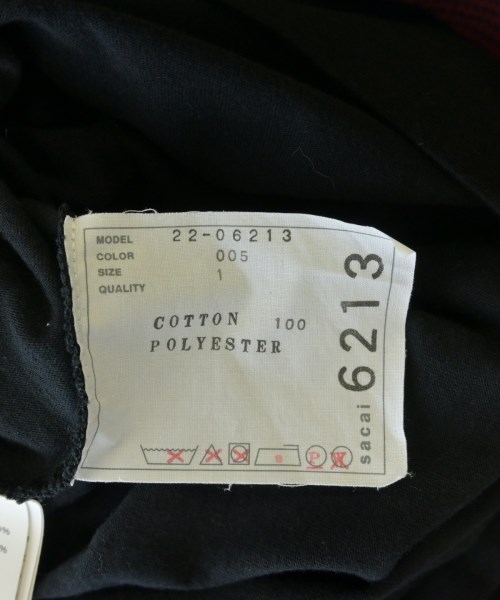 MODEL 22-06213
COLOR 005
SIZE 1
QUALITY
COTTON 100
POLYESTER
sacai 6213
P